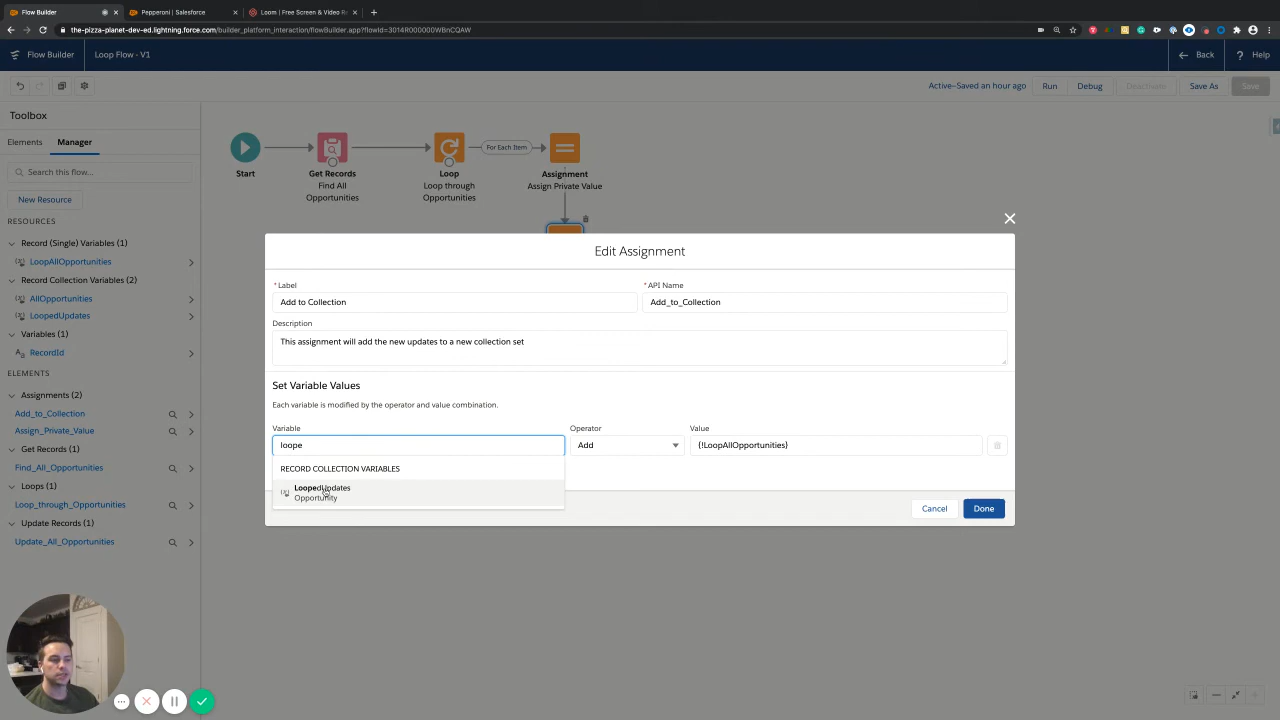 Flow Builder
Pepperoni | Salesforce
Loom | Free Screen & Video Re
the-pizza-planet-dev-ed.lightning.force.com/builder_platform_interaction/flowBuilder.app?flowId=3014R000000WBnCQAW
Flow Builder
Loop Flow - V1
Back
? Help
Active—Saved an hour ago
Run
Debug
Deactivate
Save As
Save
Toolbox
Elements
Manager
Search this flow...
New Resource
RESOURCES
Record (Single) Variables (1)
LoopAllOpportunities
Record Collection Variables (2)
AllOpportunities
LoopedUpdates
Variables (1)
RecordId
ELEMENTS
Assignments (2)
Add_to_Collection
Assign_Private_Value
Get Records (1)
Find_All_Opportunities
Loops (1)
Loop_through_Opportunities
Update Records (1)
Update_All_Opportunities
Start
Get Records
Find All
Opportunities
Loop
Loop through
Opportunities
For Each Item
Assignment
Assign Private Value
Edit Assignment
* Label
Add to Collection
* API Name
Add_to_Collection
Description
This assignment will add the new updates to a new collection set
Set Variable Values
Each variable is modified by the operator and value combination.
Variable
Operator
Value
loope
Add
{!LoopAllOpportunities}
RECORD COLLECTION VARIABLES
LoopedUpdates
Opportunity
Cancel
Done